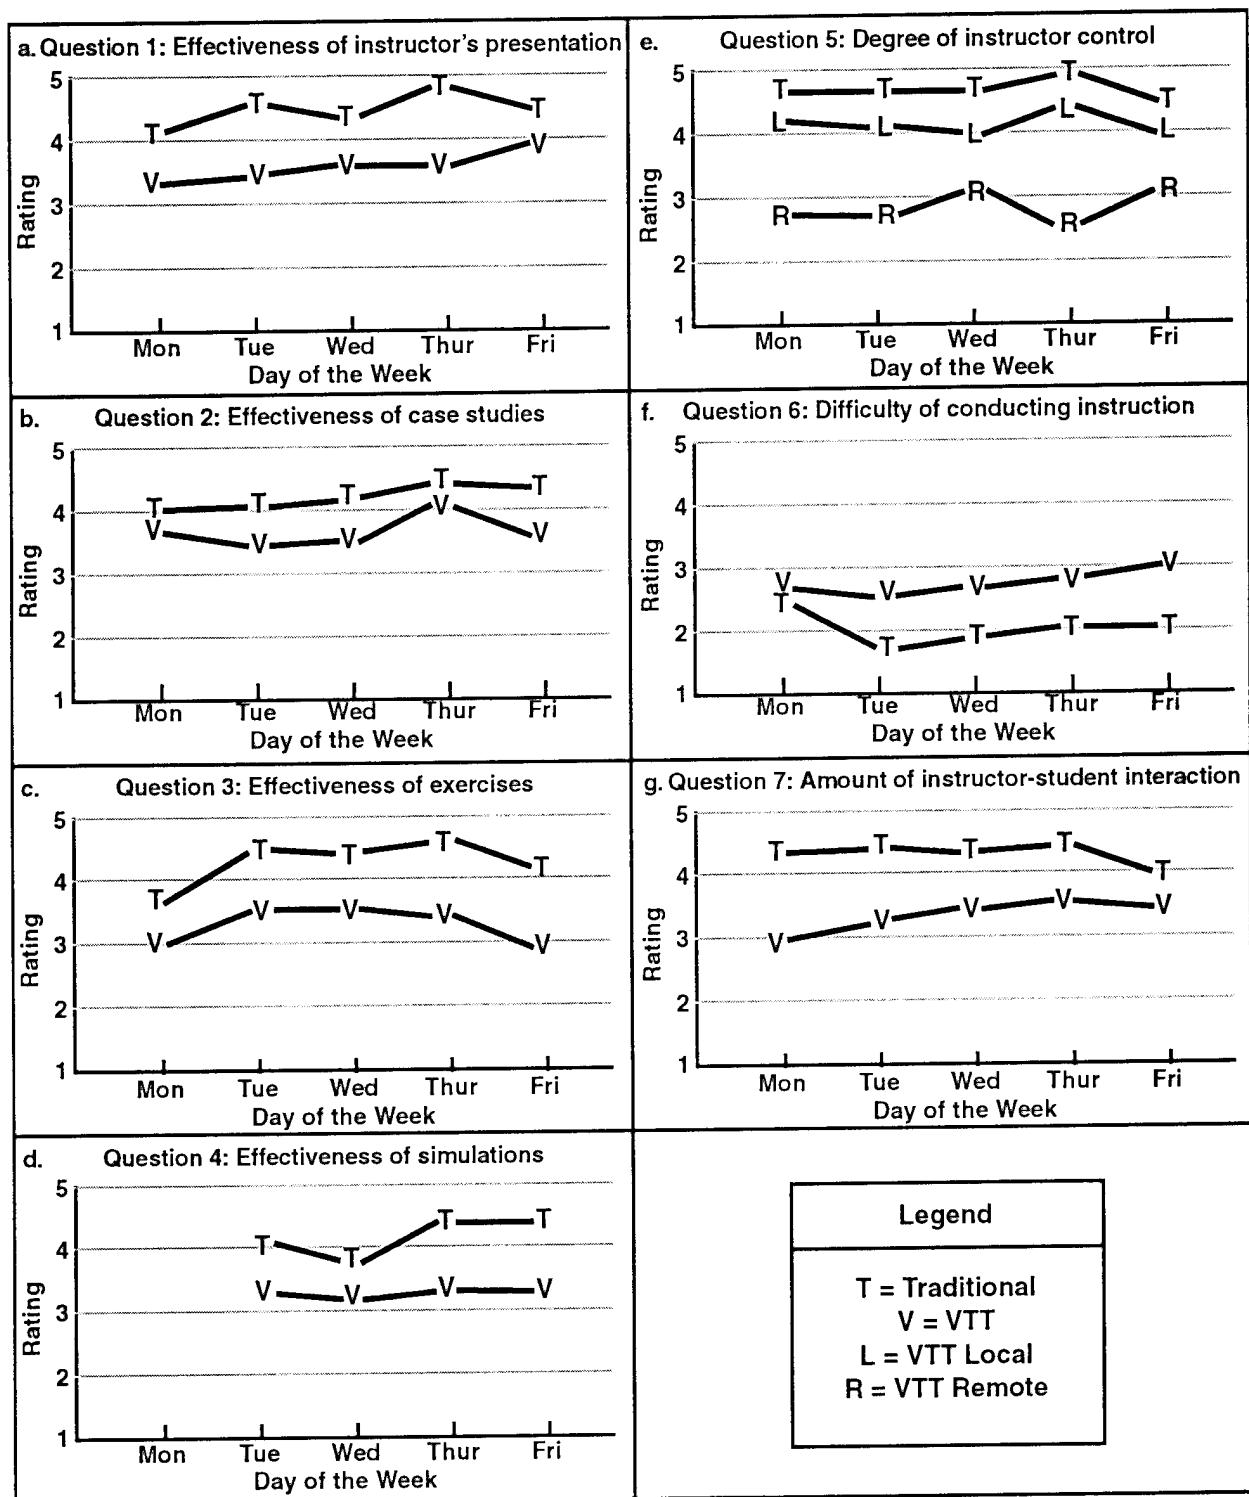 a. Question 1: Effectiveness of instructor's presentation
5
4
3
2
1
Rating
T T T T T
V V V V V
Mon Tue Wed Thur Fri
Day of the Week
b. Question 2: Effectiveness of case studies
5
4
3
2
1
Rating
T T T T T
V V V V V
Mon Tue Wed Thur Fri
Day of the Week
c. Question 3: Effectiveness of exercises
5
4
3
2
1
Rating
T T T T T
V V V V V
Mon Tue Wed Thur Fri
Day of the Week
d. Question 4: Effectiveness of simulations
5
4
3
2
1
Rating
T T T T
V V V V
Mon Tue Wed Thur Fri
Day of the Week
e. Question 5: Degree of instructor control
5
4
3
2
1
Rating
T T T T T
L L L L L
R R R R R
Mon Tue Wed Thur Fri
Day of the Week
f. Question 6: Difficulty of conducting instruction
5
4
3
2
1
Rating
V V V V V
T T T T T
Mon Tue Wed Thur Fri
Day of the Week
g. Question 7: Amount of instructor-student interaction
5
4
3
2
1
Rating
T T T T T
V V V V V
Mon Tue Wed Thur Fri
Day of the Week
Legend
T = Traditional
V = VTT
L = VTT Local
R = VTT Remote